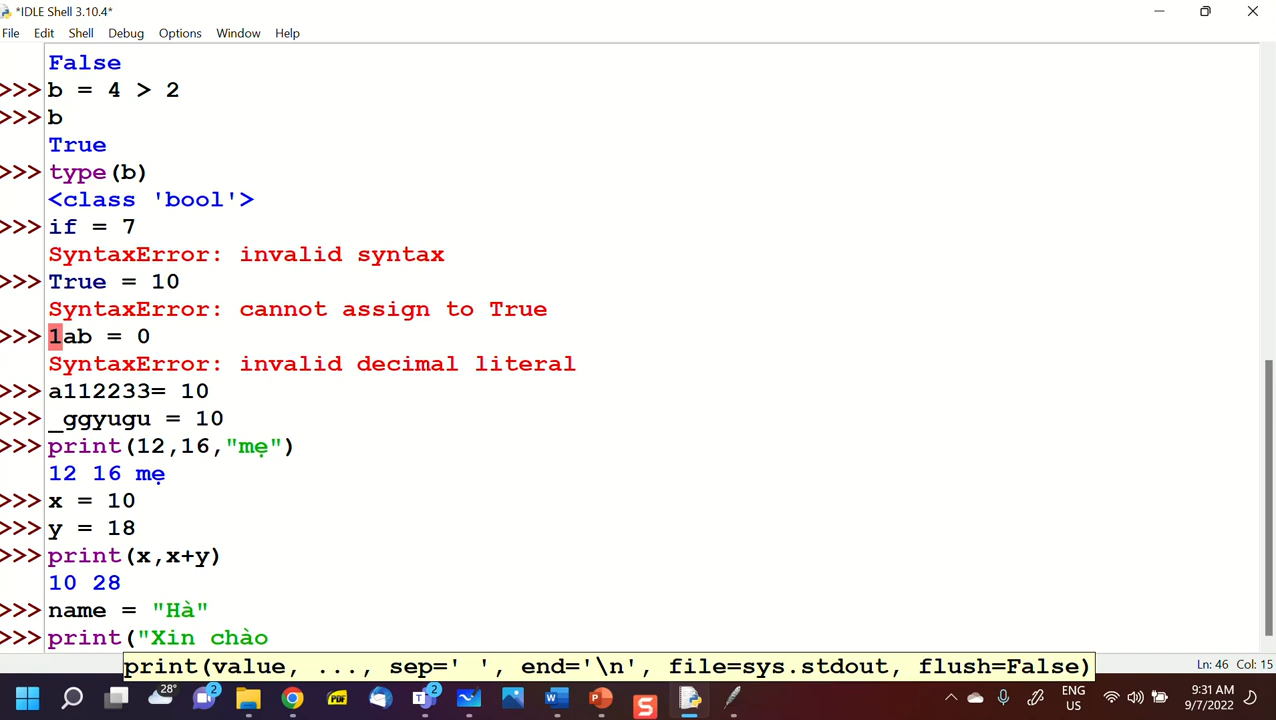 *IDLE Shell 3.10.4*
File Edit Shell Debug Options Window Help
False
>>> b = 4 > 2
>>> b
True
>>> type(b)
<class 'bool'>
>>> if = 7
SyntaxError: invalid syntax
>>> True = 10
SyntaxError: cannot assign to True
>>> 1ab = 0
SyntaxError: invalid decimal literal
>>> a112233= 10
>>> _ggyugu = 10
>>> print(12,16,"mẹ")
12 16 mẹ
>>> x = 10
>>> y = 18
>>> print(x,x+y)
10 28
>>> name = "Hà"
>>> print("Xin chào
print(value, ..., sep=' ', end='\n', file=sys.stdout, flush=False)
Ln: 46 Col: 15
28°
2
PDF
2
ENG
US
9:31 AM
9/7/2022